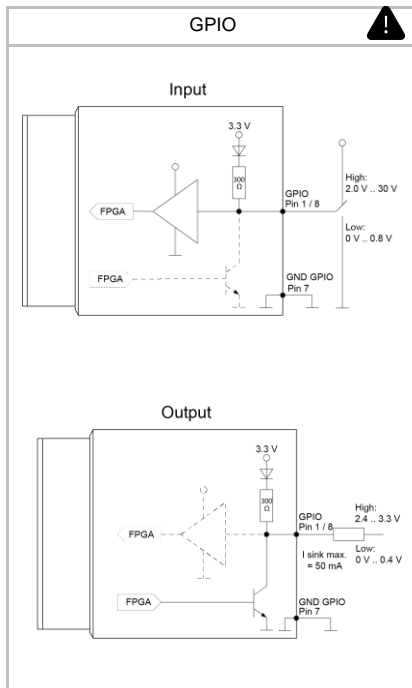 GPIO
!
Input
3.3 V
300
Ω
GPIO
Pin 1 / 8
High:
2.0 V .. 30 V
Low:
0 V .. 0.8 V
FPGA
FPGA
GND GPIO
Pin 7
Output
3.3 V
300
Ω
GPIO
Pin 1 / 8
High:
2.4 .. 3.3 V
Low:
0 V .. 0.4 V
I sink max.
= 50 mA
FPGA
FPGA
GND GPIO
Pin 7